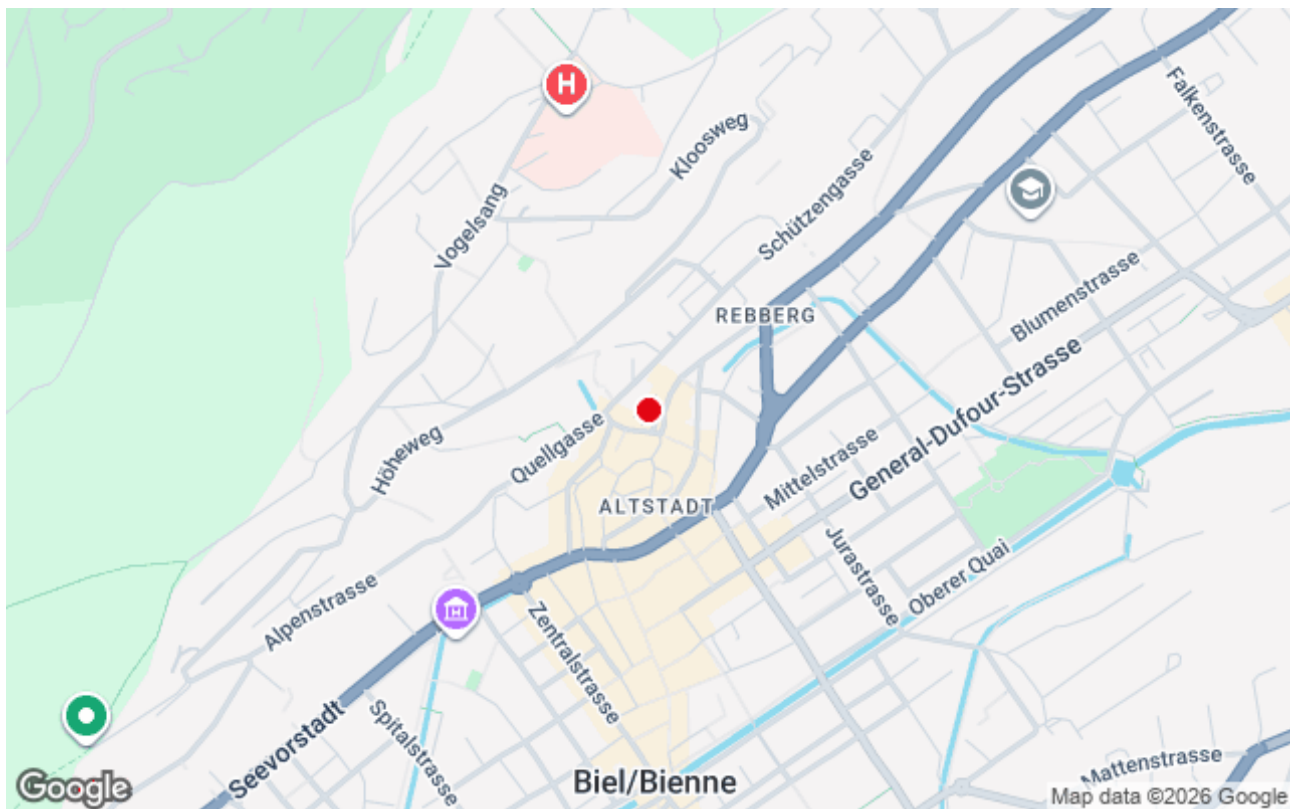 Falkenstrasse
H
Kloosweg
Schützengasse
Vogelsang
Blumenstrasse
REBBERG
General-Dufour-Strasse
Höheweg
Quellgasse
Mittelstrasse
ALTSTADT
Jurastrasse
Oberer Quai
Alpenstrasse
Zentralstrasse
Seevorstadt
Spitalstrasse
Mattenstrasse
Biel/Bienne
Google
Map data ©2026 Google